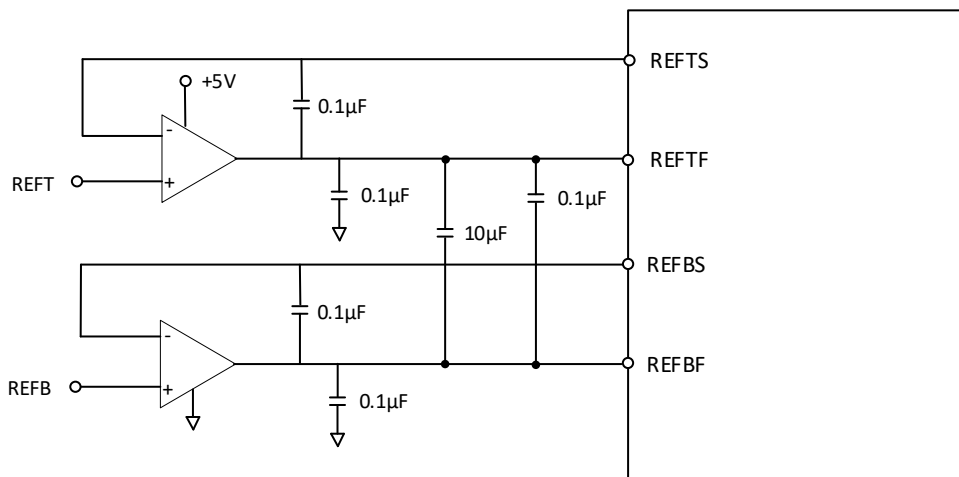 REFTS
+5V
0.1µF
-
REFTF
REFT
+
0.1µF
0.1µF
10µF
REFBS
0.1µF
-
REFBF
REFB
+
0.1µF